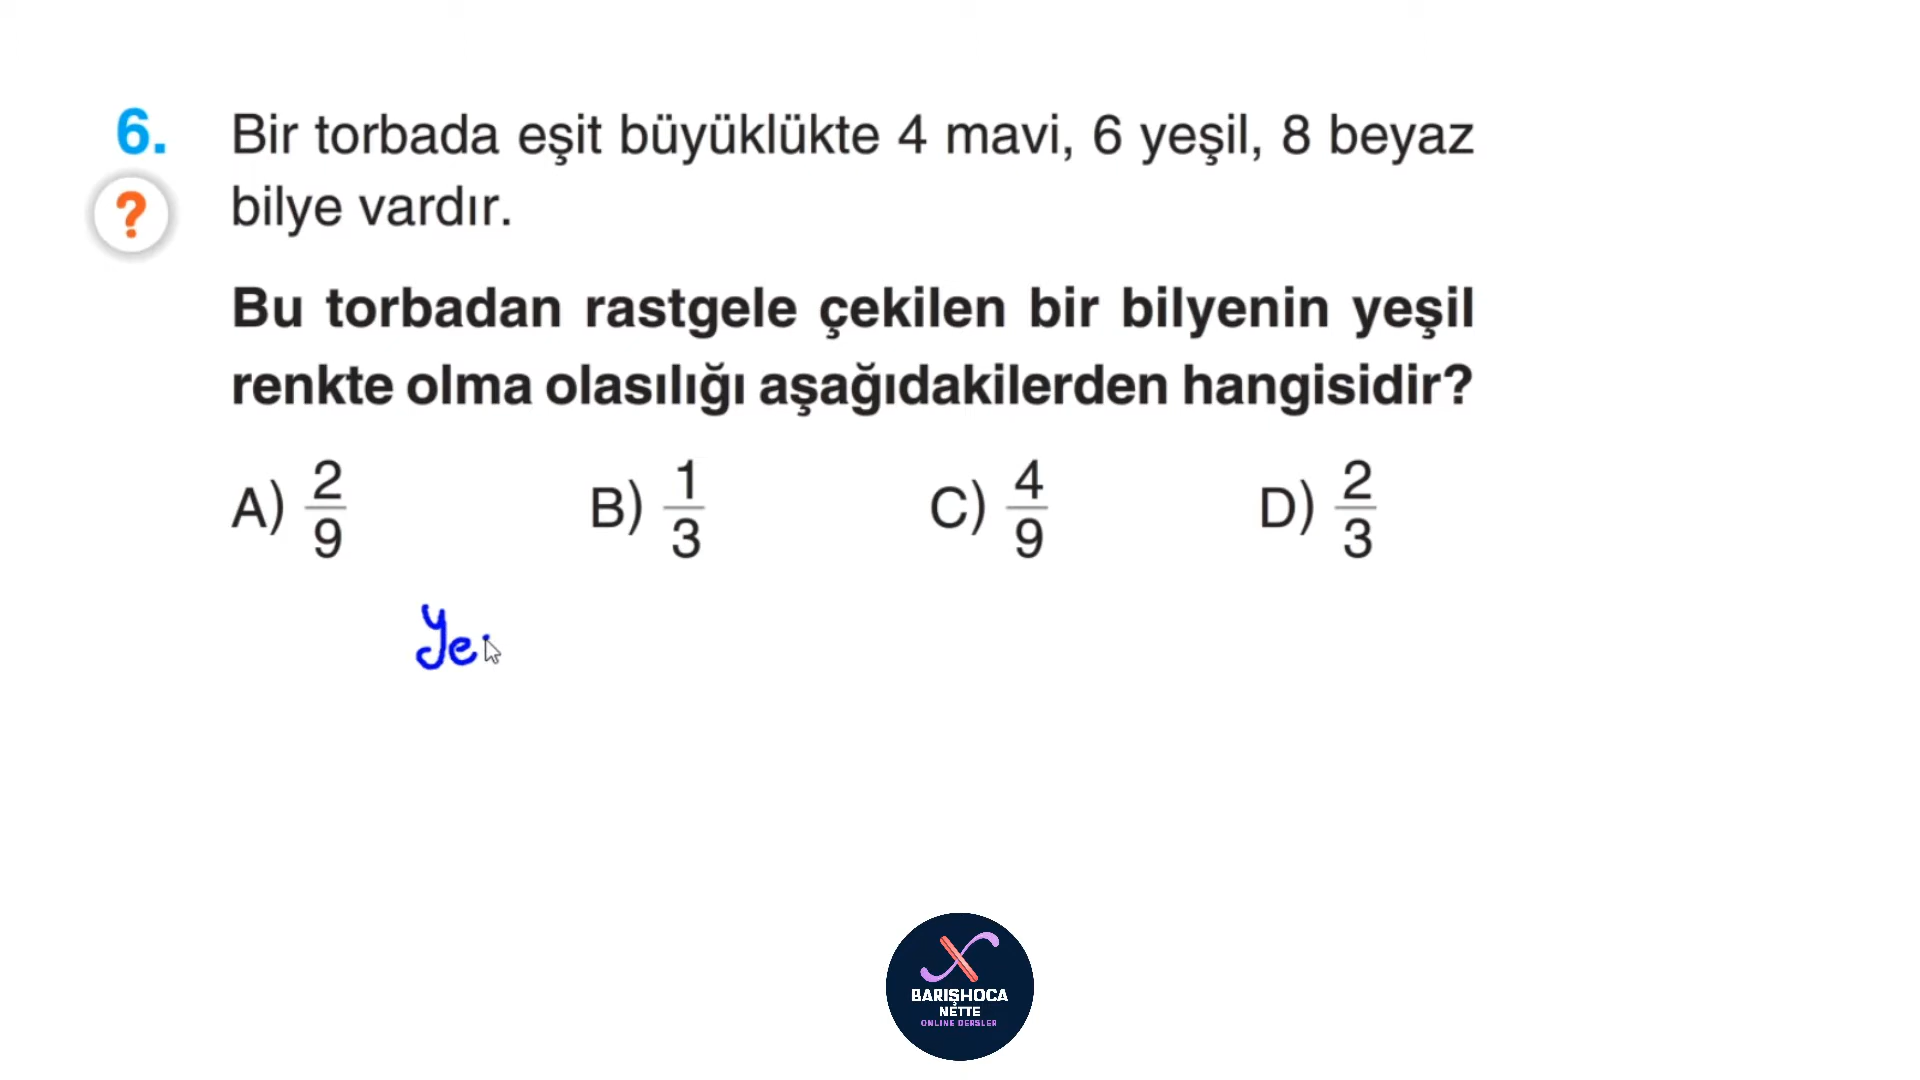 6. Bir torbada eşit büyüklükte 4 mavi, 6 yeşil, 8 beyaz
? bilye vardır.
Bu torbadan rastgele çekilen bir bilyenin yeşil
renkte olma olasılığı aşağıdakilerden hangisidir?
A) 2/9 B) 1/3 C) 4/9 D) 2/3
Ye
BARIŞHOCA
NETTE
ONLINE DERSLER